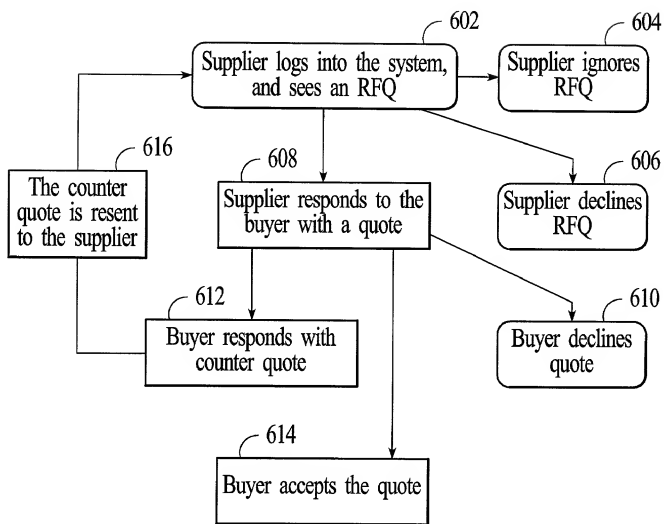 602
Supplier logs into the system,
and sees an RFQ
604
Supplier ignores
RFQ
616
The counter
quote is resent
to the supplier
608
Supplier responds to the
buyer with a quote
606
Supplier declines
RFQ
612
Buyer responds with
counter quote
610
Buyer declines
quote
614
Buyer accepts the quote